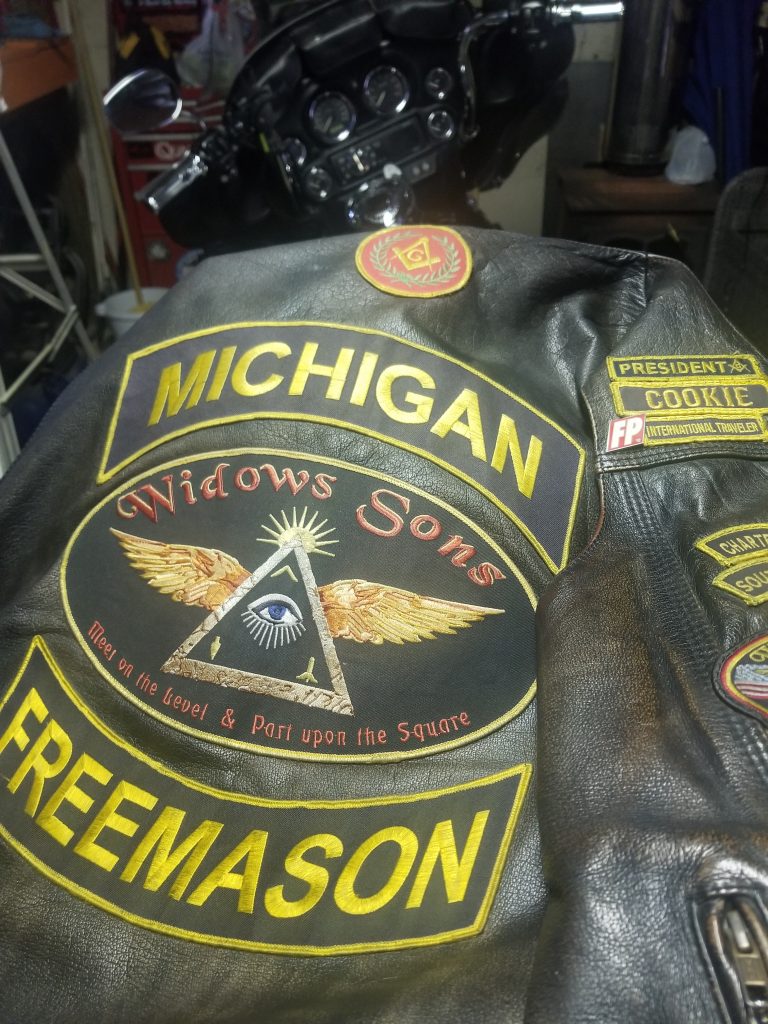 G
MICHIGAN
Widows Sons
Meet on the Level & Part upon the Square
FREEMASON
PRESIDENT
COOKIE
FP INTERNATIONAL TRAVELER